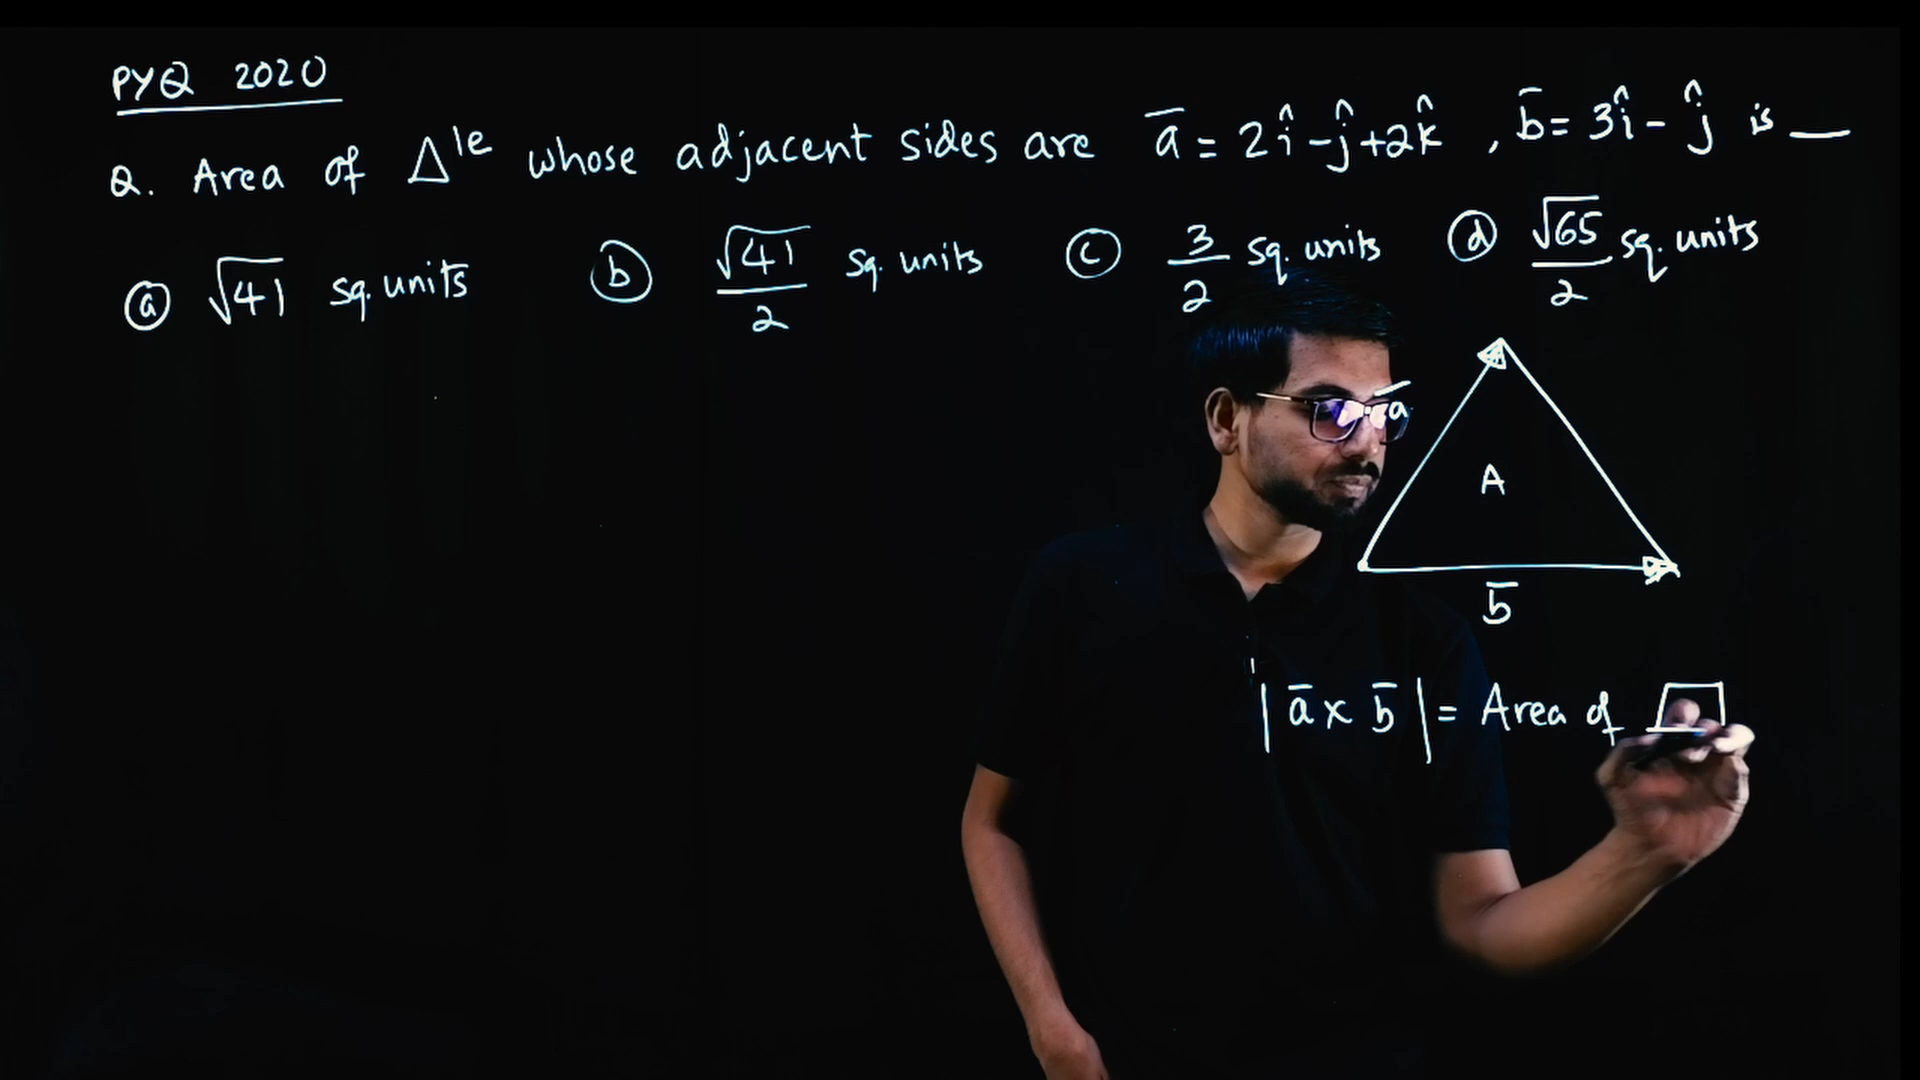 PYQ 2020
Q. Area of Δle whose adjacent sides are a̅ = 2î - ĵ + 2k̂ , b̅ = 3î - ĵ is __
ⓐ √41 sq. units ⓑ √41/2 sq. units ⓒ 3/2 sq. units ⓓ √65/2 sq. units
a̅
A
b̅
|a̅ x b̅| = Area of ▱